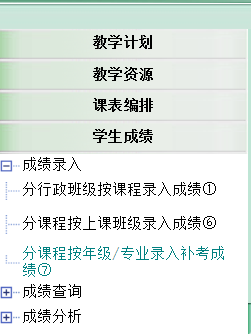 教学计划
教学资源
课表编排
学生成绩
成绩录入
分行政班级按课程录入成绩①
分课程按上课班级录入成绩⑥
分课程按年级/专业录入补考成
绩⑦
成绩查询
成绩分析